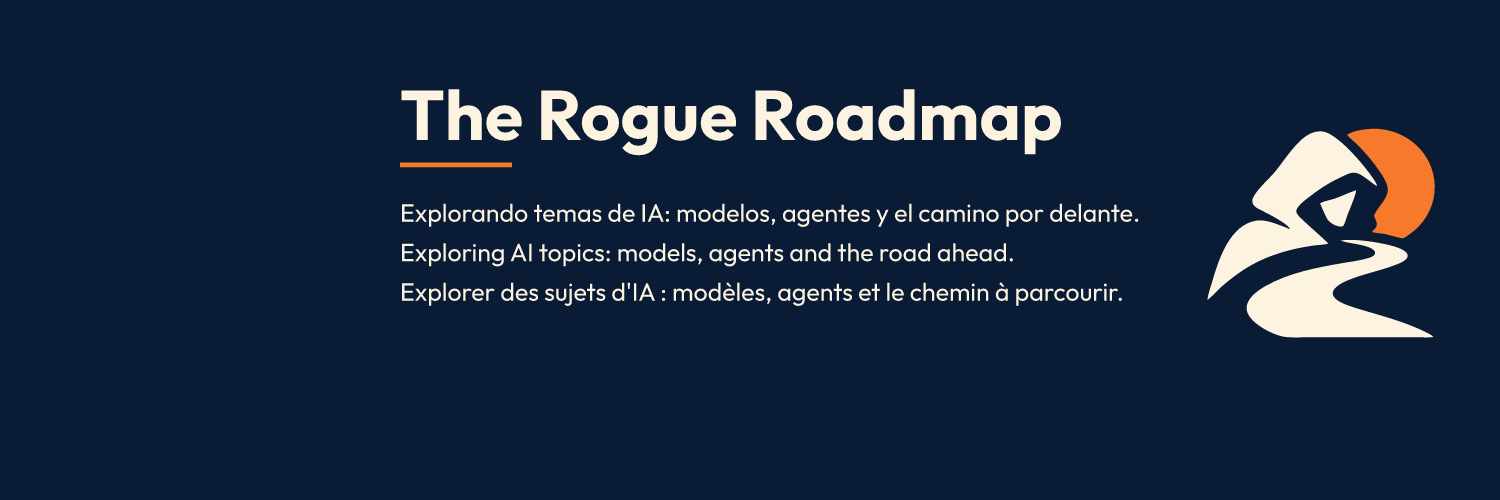 The Rogue Roadmap
Explorando temas de IA: modelos, agentes y el camino por delante.
Exploring AI topics: models, agents and the road ahead.
Explorer des sujets d'IA : modèles, agents et le chemin à parcourir.